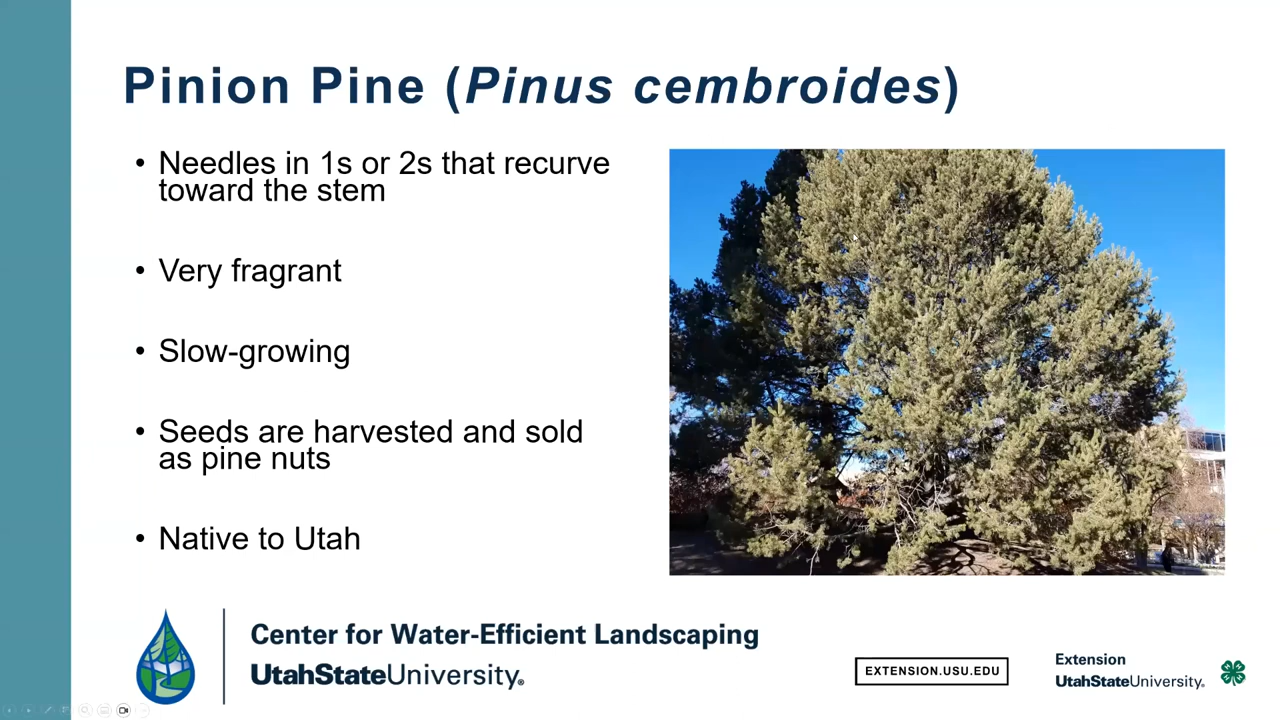 Pinion Pine (Pinus cembroides)
• Needles in 1s or 2s that recurve
toward the stem
• Very fragrant
• Slow-growing
• Seeds are harvested and sold
as pine nuts
• Native to Utah
Center for Water-Efficient Landscaping
UtahStateUniversity®
EXTENSION.USU.EDU
Extension
UtahStateUniversity®